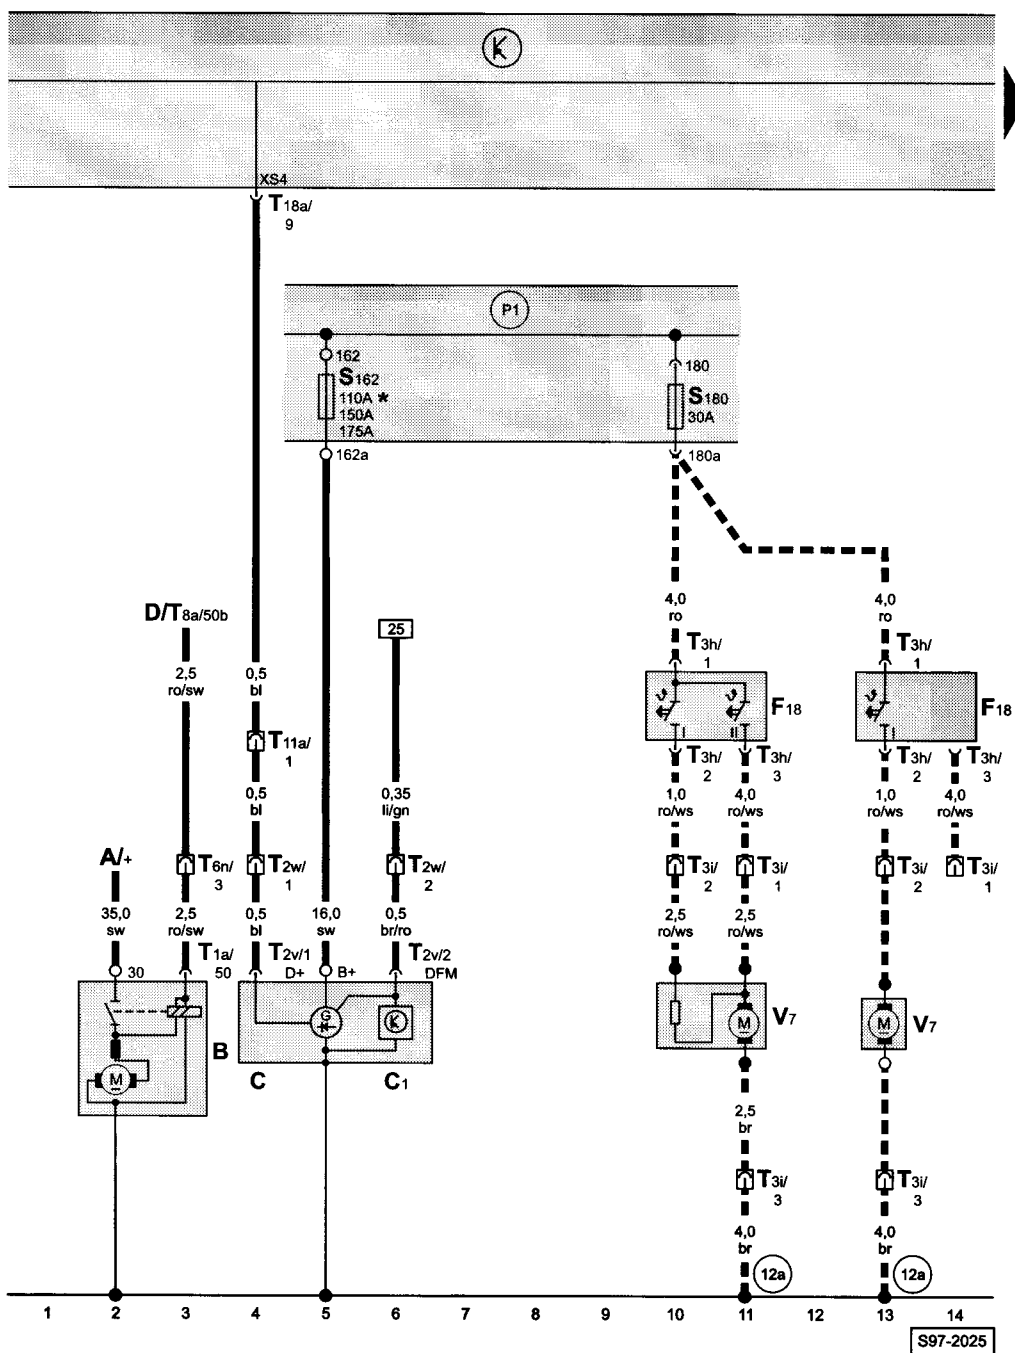 K
XS4
T18a/
9
P1
162
S162
110A *
150A
175A
162a
180
S180
30A
180a
4,0
ro
4,0
ro
D/T8a/50b
25
T3h/
1
T3h/
1
2,5
ro/sw
0,5
bl
F18
F18
I
II
I
T11a/
1
T3h/
2
T3h/
3
T3h/
2
T3h/
3
0,5
bl
0,35
li/gn
1,0
ro/ws
4,0
ro/ws
1,0
ro/ws
4,0
ro/ws
A/+
T6n/
3
T2w/
1
T2w/
2
T3i/
2
T3i/
1
T3i/
2
T3i/
1
35,0
sw
2,5
ro/sw
0,5
bl
16,0
sw
0,5
br/ro
2,5
ro/ws
2,5
ro/ws
30
T1a/
50
T2v/1
D+
B+
T2v/2
DFM
G
K
M
V7
M
V7
B
M
C
C1
2,5
br
T3i/
3
T3i/
3
4,0
br
4,0
br
12a
12a
1 2 3 4 5 6 7 8 9 10 11 12 13 14
S97-2025